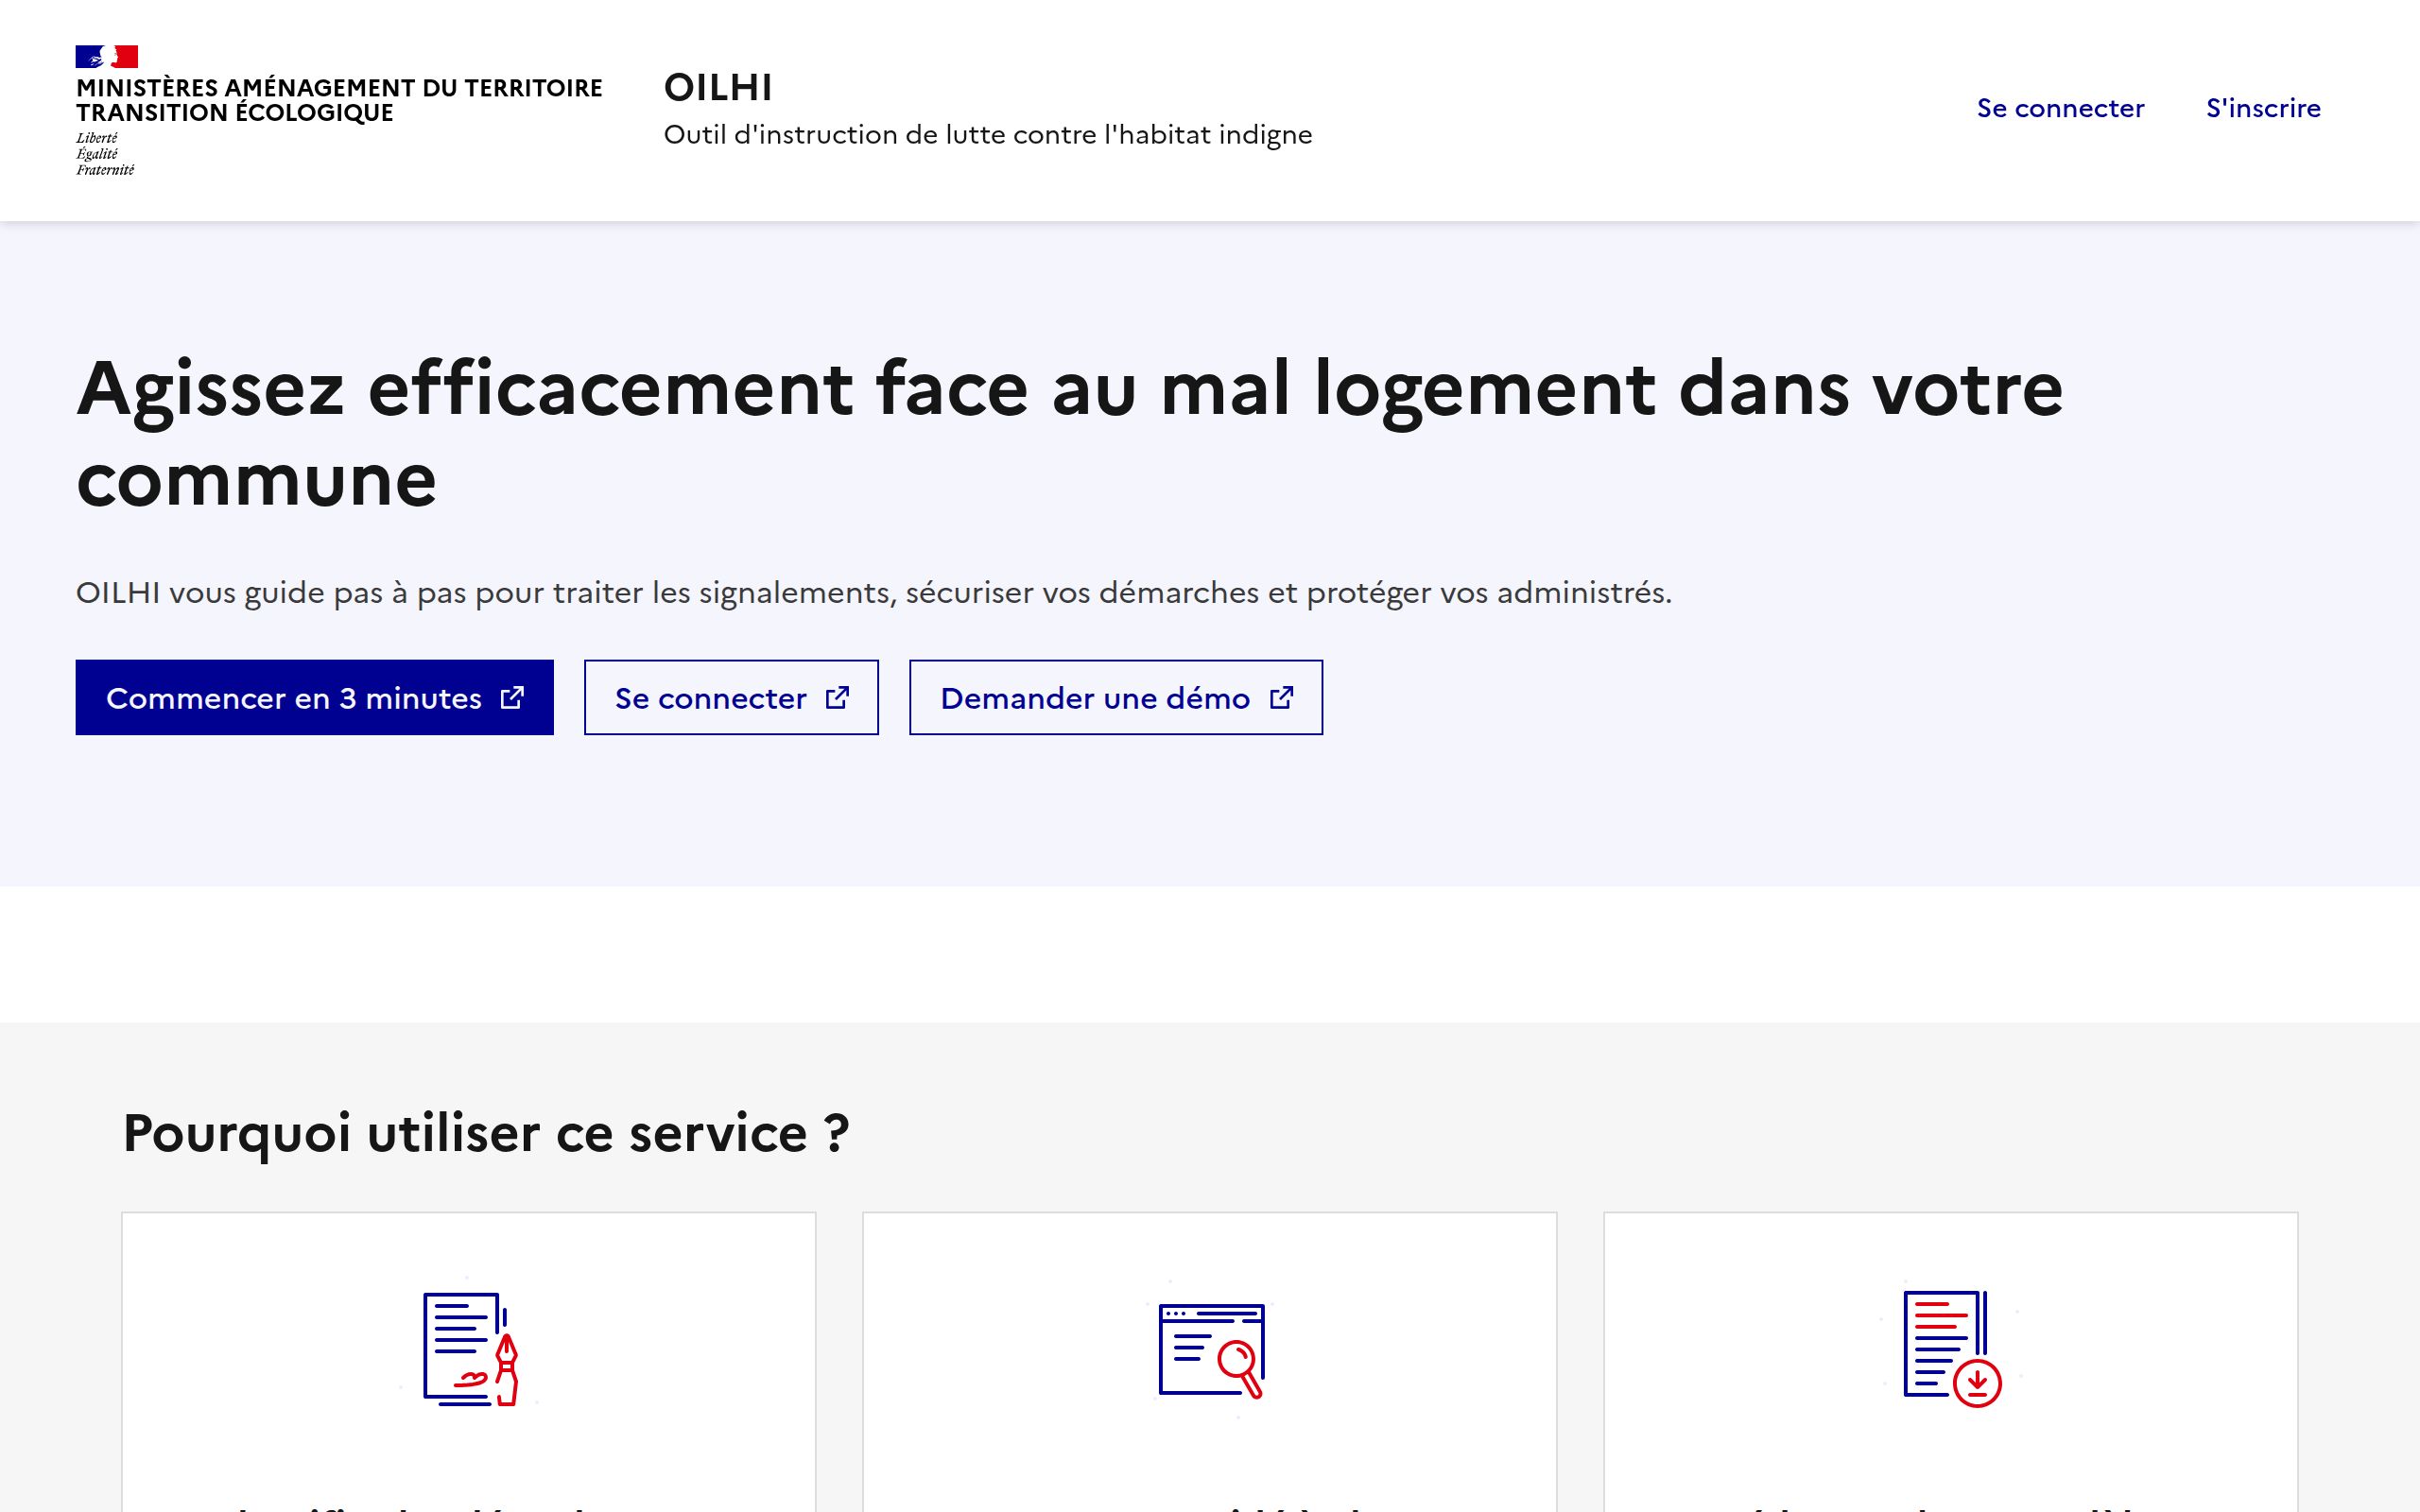 MINISTÈRES AMÉNAGEMENT DU TERRITOIRE
TRANSITION ÉCOLOGIQUE
Liberté
Égalité
Fraternité
OILHI
Outil d'instruction de lutte contre l'habitat indigne
Se connecter
S'inscrire
Agissez efficacement face au mal logement dans votre
commune
OILHI vous guide pas à pas pour traiter les signalements, sécuriser vos démarches et protéger vos administrés.
Commencer en 3 minutes
Se connecter
Demander une démo
Pourquoi utiliser ce service ?